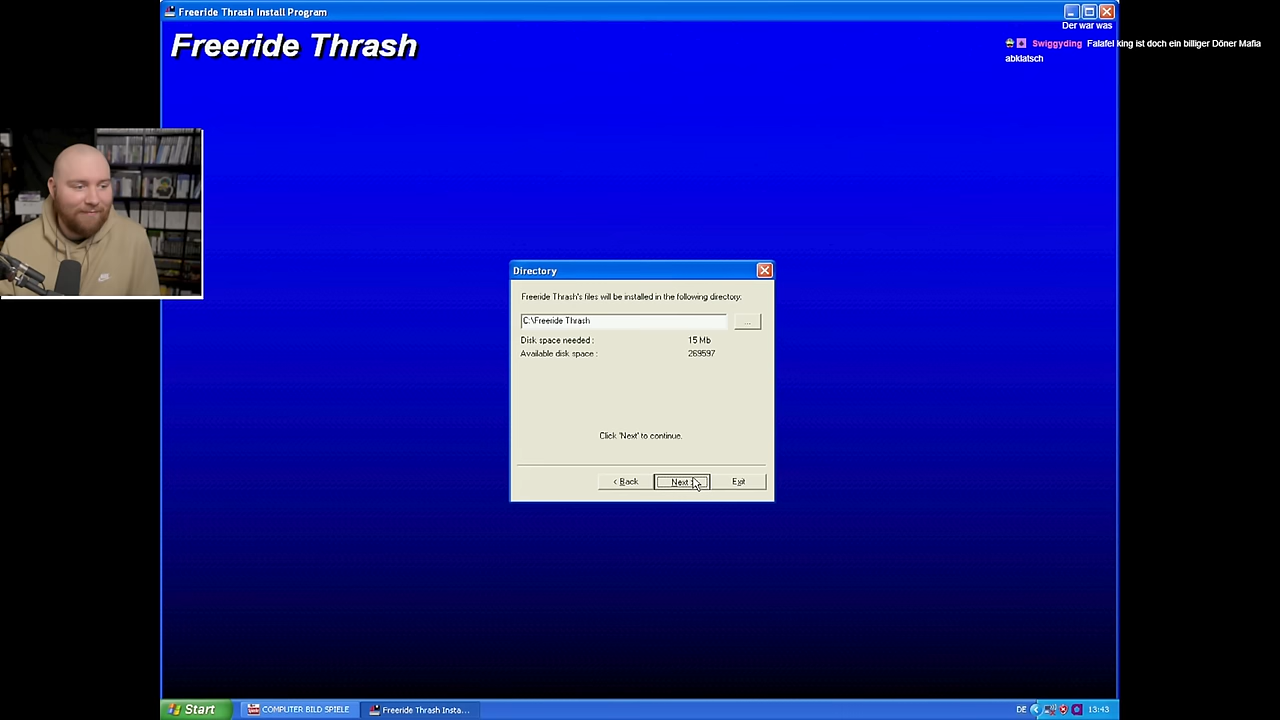 Freeride Thrash Install Program
Freeride Thrash
Der war was
Swiggyding Falafel king ist doch ein billiger Döner Mafia
abklatsch
Directory
Freeride Thrash's files will be installed in the following directory.
C:\Freeride Thrash
...
Disk space needed : 15 Mb
Available disk space : 269597
Click 'Next' to continue.
< Back
Next >
Exit
Start
COMPUTER BILD SPIELE
Freeride Thrash Insta...
DE
13:43